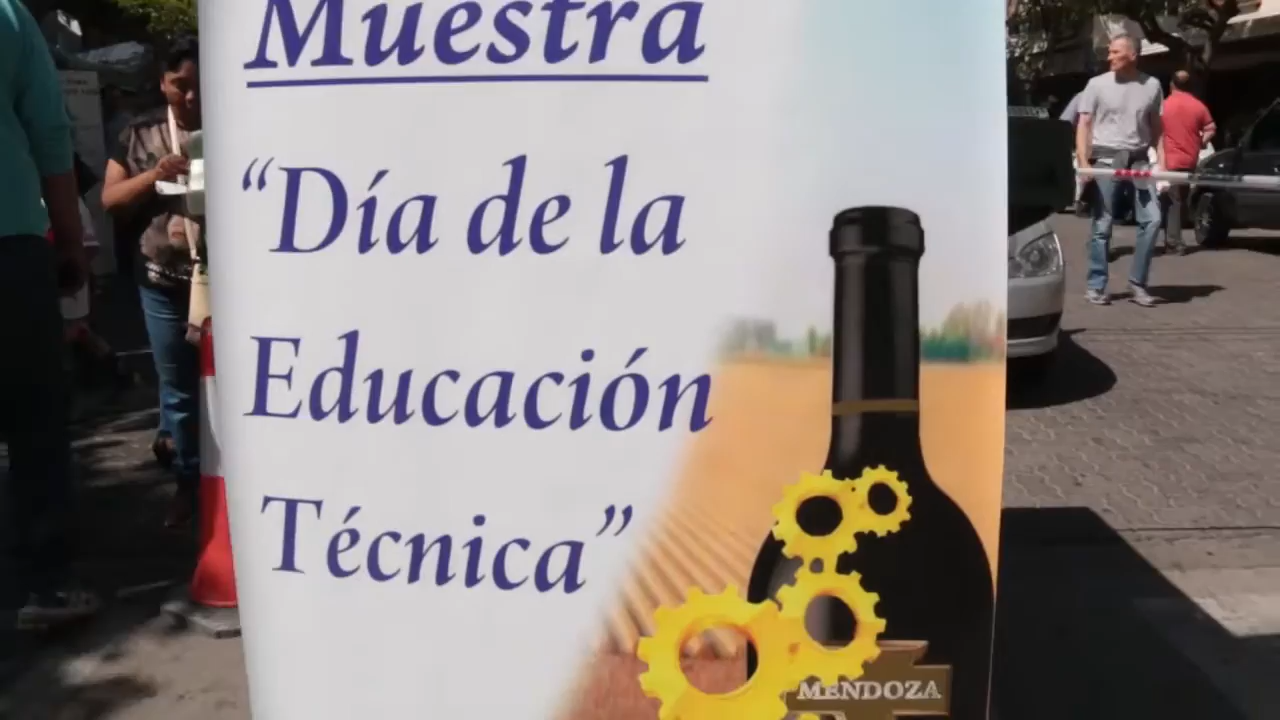 Muestra
“Día de la
Educación
Técnica”
MENDOZA